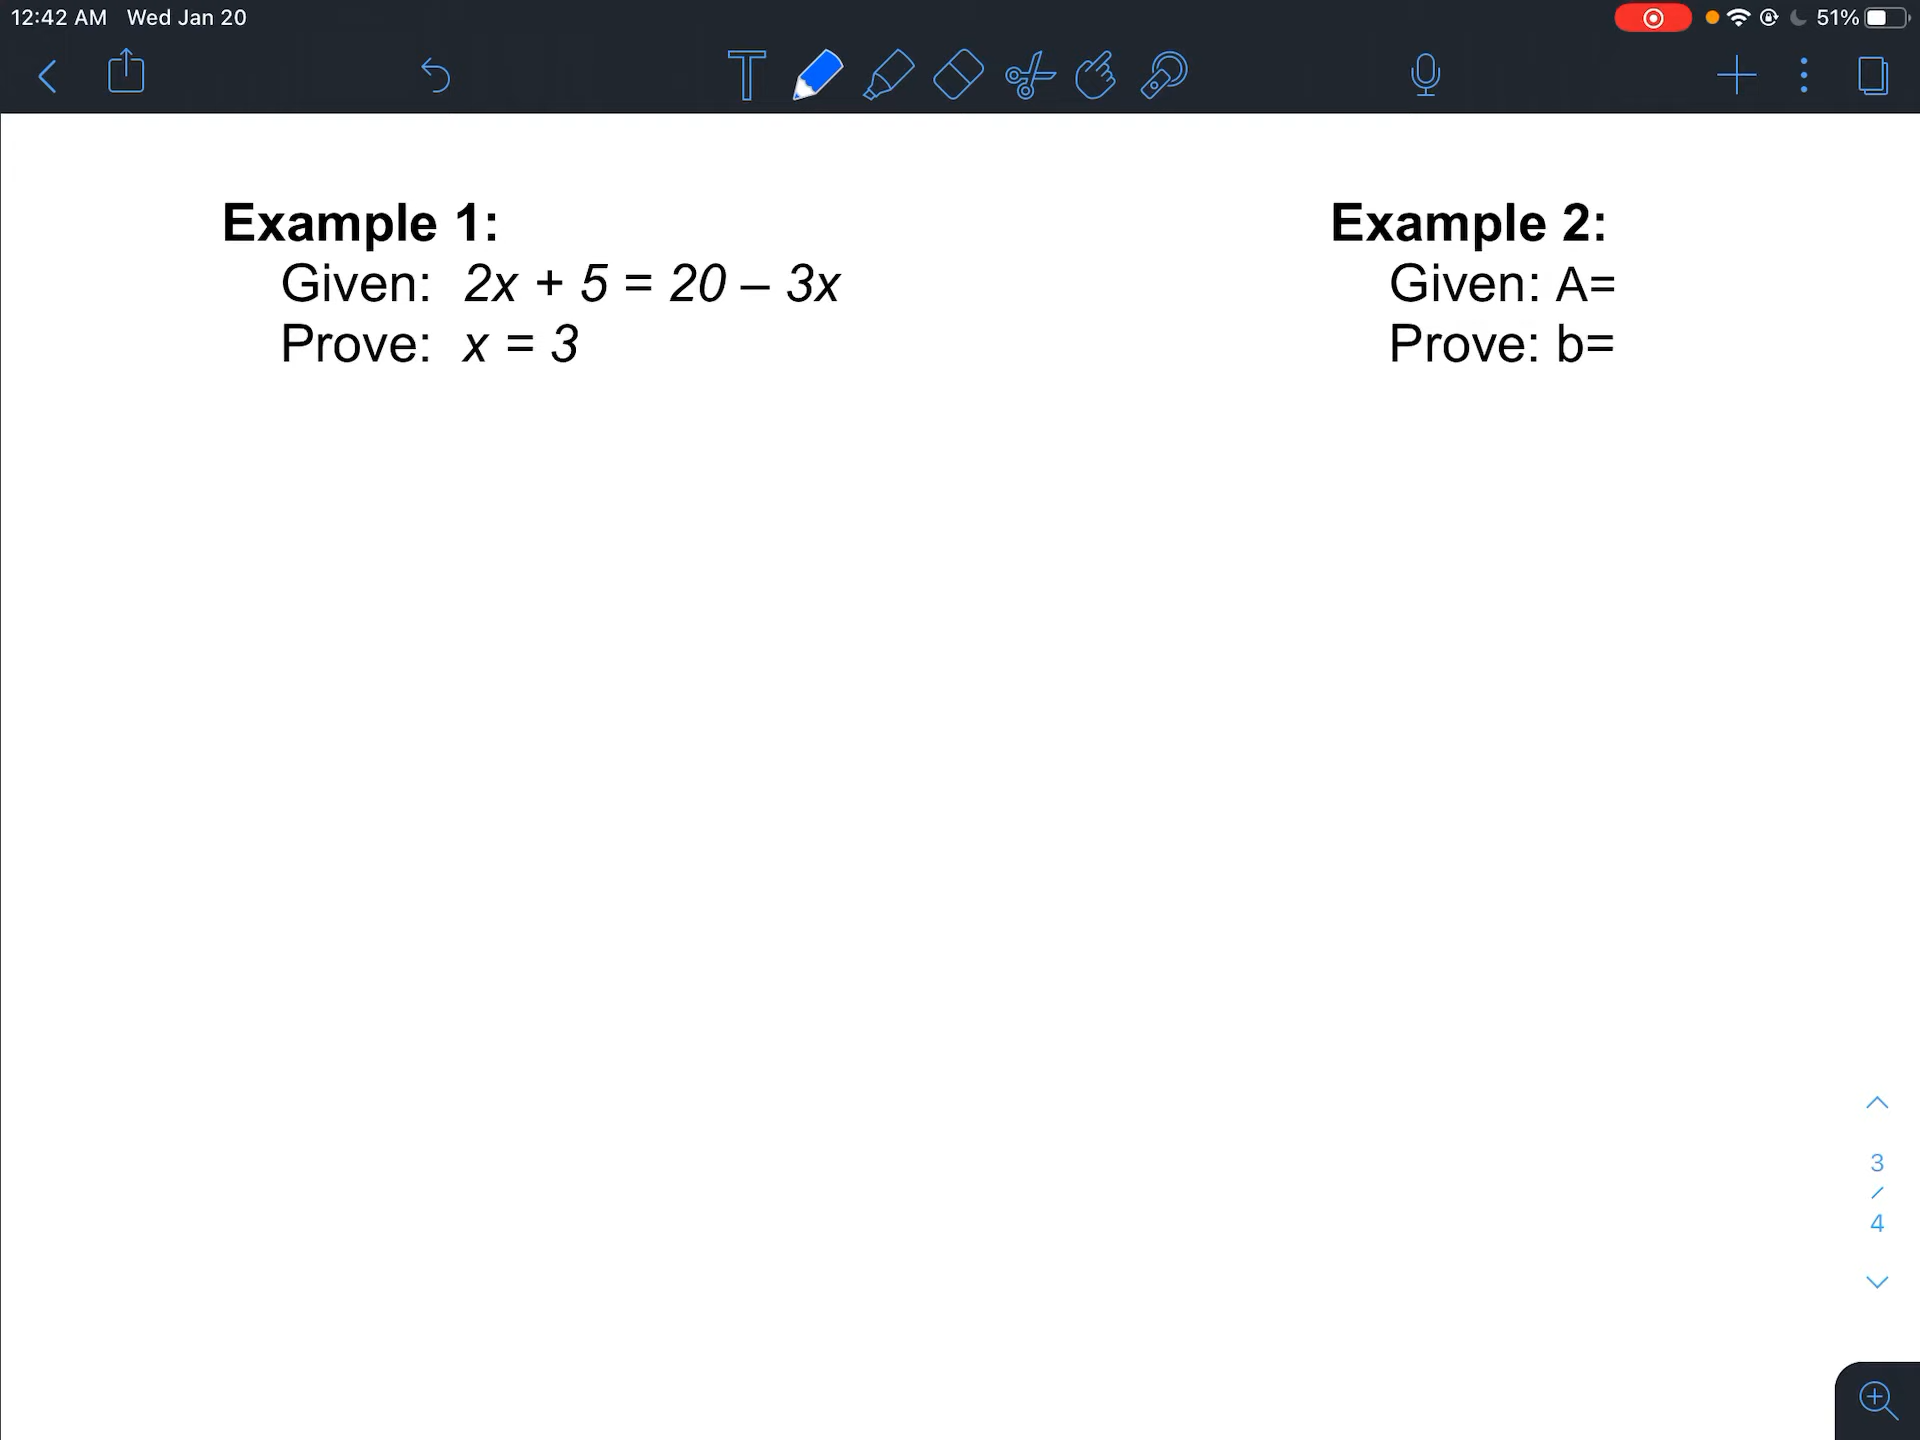 12:42 AM Wed Jan 20
51%
Example 1:
Given: 2x + 5 = 20 – 3x
Prove: x = 3
Example 2:
Given: A=
Prove: b=
3
/
4